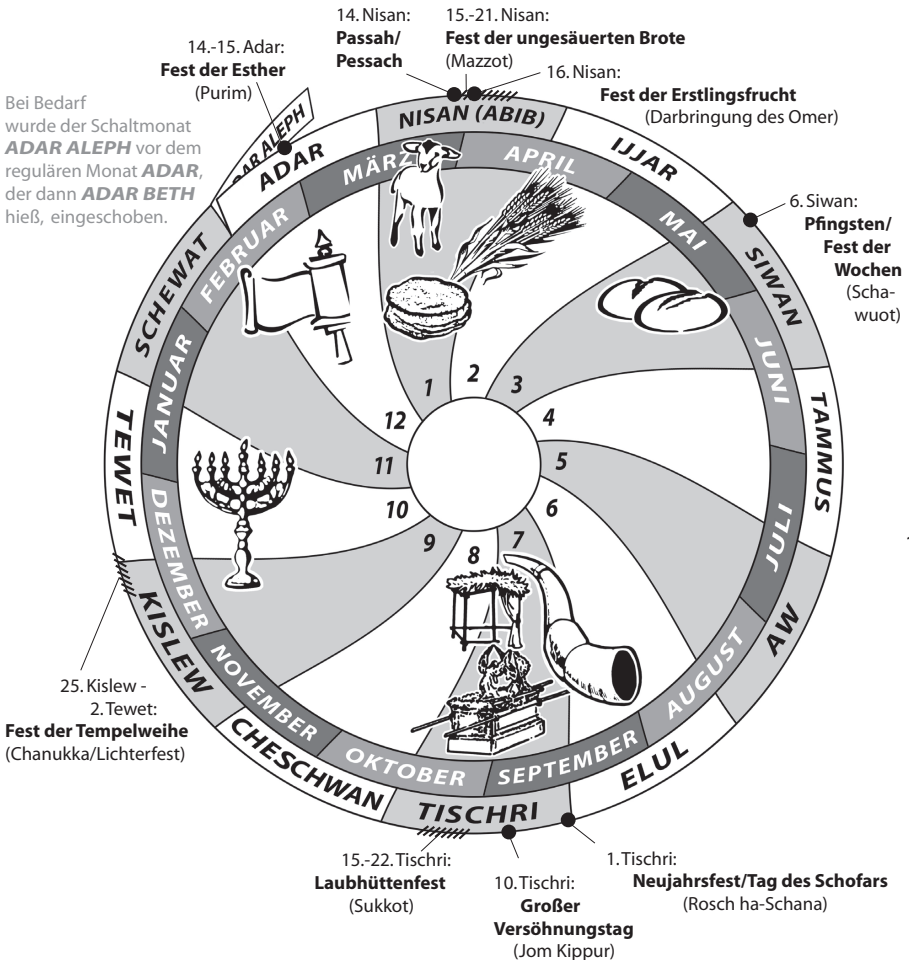 14. Nisan:
Passah/
Pessach
15.-21. Nisan:
Fest der ungesäuerten Brote
(Mazzot)
16. Nisan:
Fest der Erstlingsfrucht
(Darbringung des Omer)
14.-15. Adar:
Fest der Esther
(Purim)
Bei Bedarf
wurde der Schaltmonat
ADAR ALEPH vor dem
regulären Monat ADAR,
der dann ADAR BETH
hieß, eingeschoben.
6. Siwan:
Pfingsten/
Fest der
Wochen
(Scha-
wuot)
NISAN (ABIB)
IJJAR
SIWAN
TAMMUS
AW
ELUL
TISCHRI
CHESCHWAN
KISLEW
TEWET
SCHEWAT
ADAR
ALEPH
MÄRZ
APRIL
MAI
JUNI
JULI
AUGUST
SEPTEMBER
OKTOBER
NOVEMBER
DEZEMBER
JANUAR
FEBRUAR
1
2
3
4
5
6
7
8
9
10
11
12
25. Kislew -
2. Tewet:
Fest der Tempelweihe
(Chanukka/Lichterfest)
15.-22. Tischri:
Laubhüttenfest
(Sukkot)
10. Tischri:
Großer
Versöhnungstag
(Jom Kippur)
1. Tischri:
Neujahrsfest/Tag des Schofars
(Rosch ha-Schana)